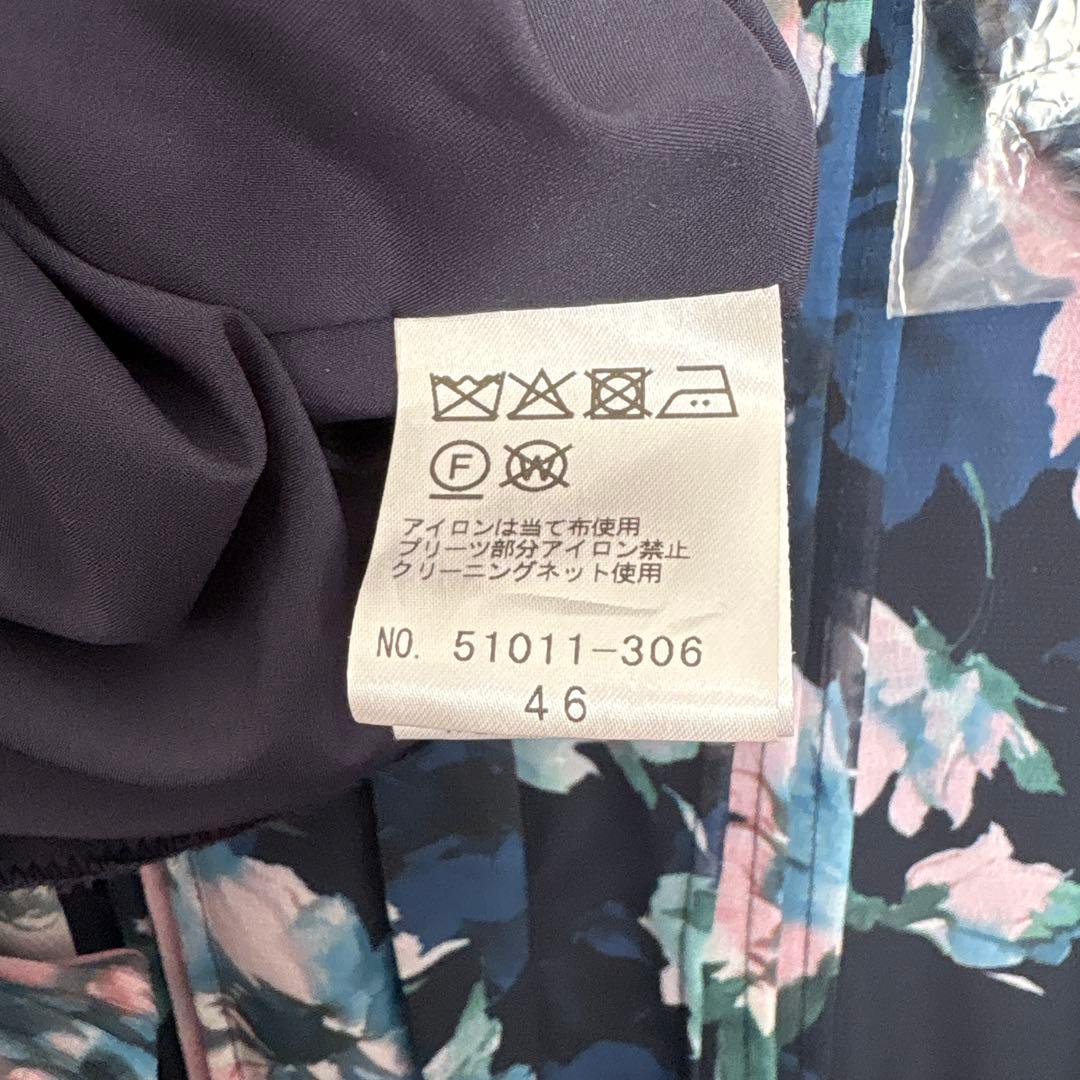 F W
アイロンは当て布使用
プリーツ部分アイロン禁止
クリーニングネット使用
NO. 51011-306
46